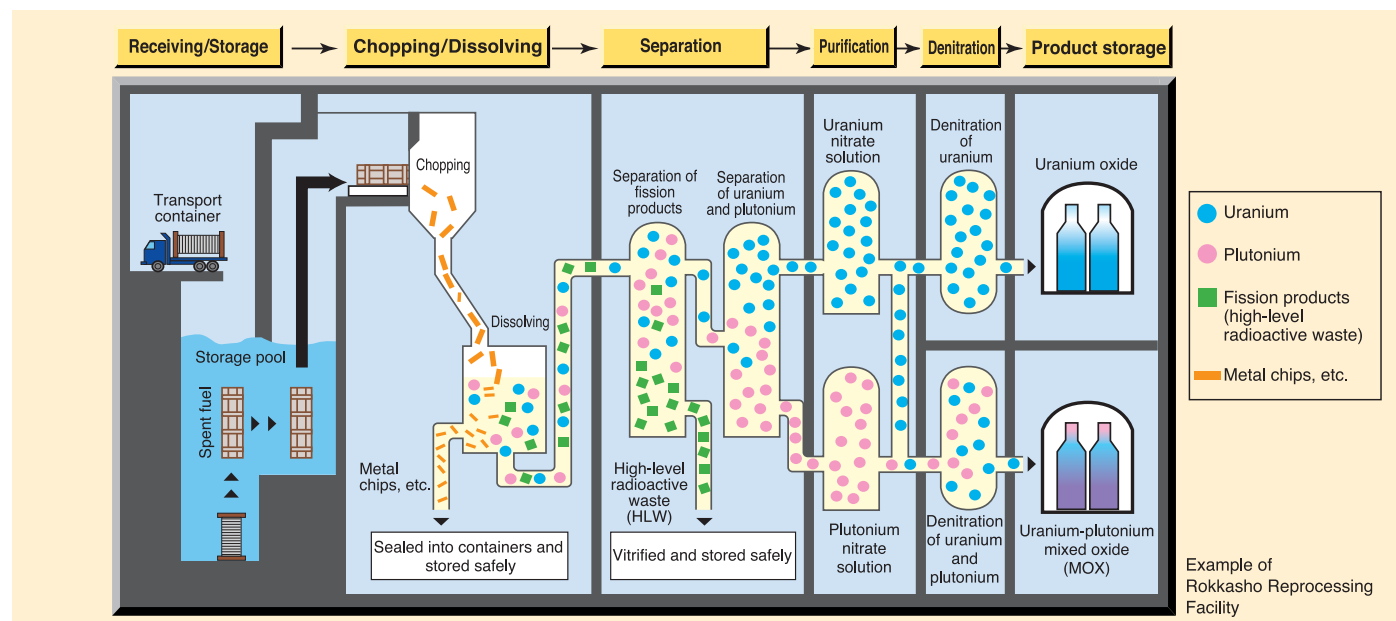 Receiving/Storage
Chopping/Dissolving
Separation
Purification
Denitration
Product storage
Transport
container
Storage pool
Spent fuel
Chopping
Dissolving
Metal
chips, etc.
Sealed into containers and
stored safely
Separation of
fission
products
Separation
of uranium
and plutonium
High-level
radioactive
waste
(HLW)
Vitrified and stored safely
Uranium
nitrate
solution
Plutonium
nitrate
solution
Denitration
of
uranium
Denitration
of uranium
and
plutonium
Uranium oxide
Uranium-plutonium
mixed oxide
(MOX)
Uranium
Plutonium
Fission products
(high-level
radioactive waste)
Metal chips, etc.
Example of
Rokkasho Reprocessing
Facility